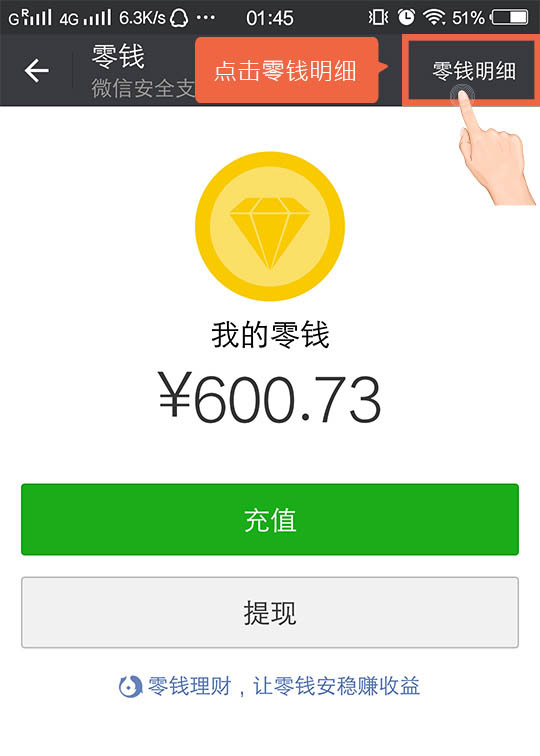 GR 4G 6.3K/s ··· 01:45 51%
零钱
微信安全支
点击零钱明细
零钱明细
我的零钱
¥600.73
充值
提现
零钱理财，让零钱安稳赚收益